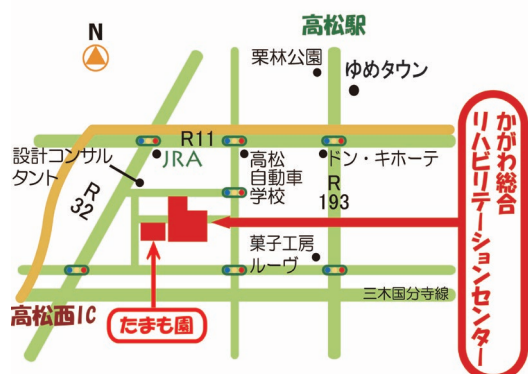 N
高松駅
栗林公園
ゆめタウン
R11
設計コンサル
タント
JRA
高松
自動車
学校
ドン・キホーテ
R
32
R
193
かがわ総合
リハビリテーションセンター
菓子工房
ルーヴ
三木国分寺線
高松西IC
たまも園